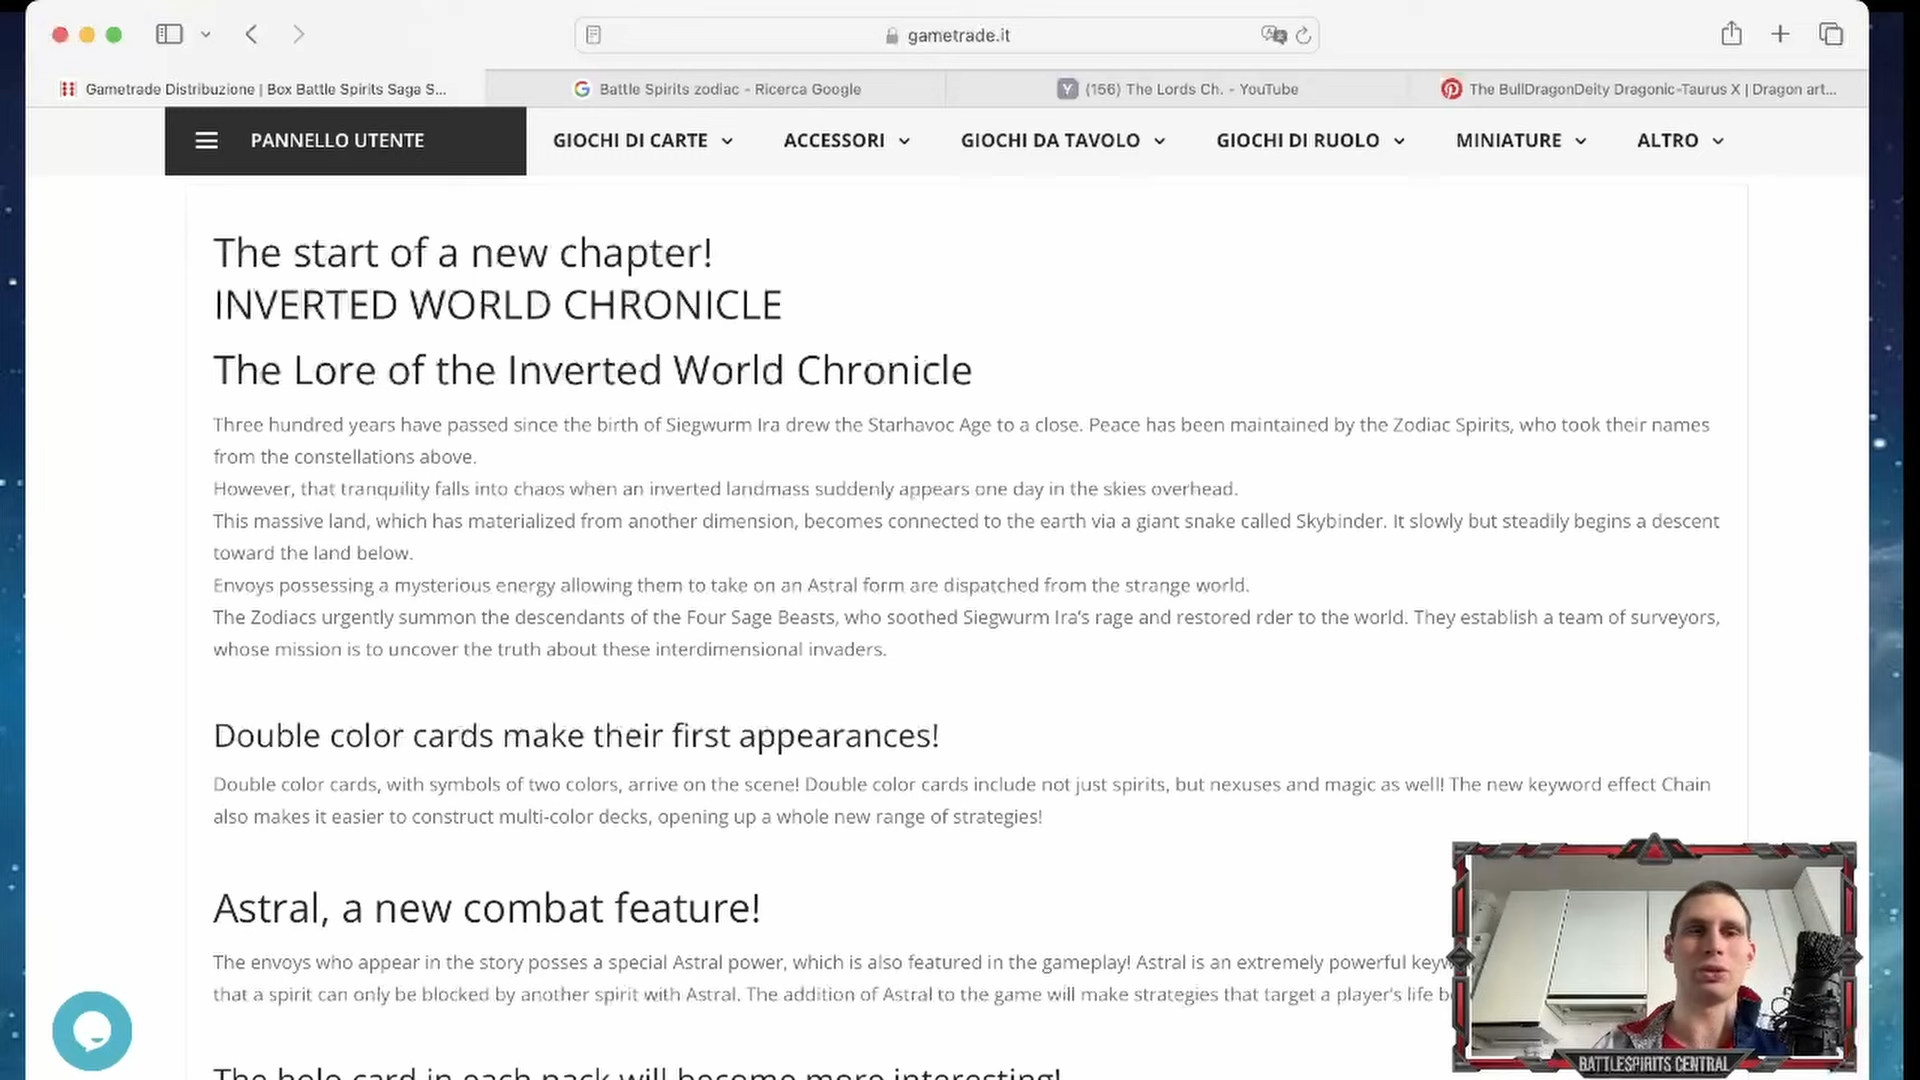 gametrade.it
Gametrade Distribuzione | Box Battle Spirits Saga S...
Battle Spirits zodiac - Ricerca Google
(156) The Lords Ch. - YouTube
The BullDragonDeity Dragonic-Taurus X | Dragon art...
PANNELLO UTENTE
GIOCHI DI CARTE
ACCESSORI
GIOCHI DA TAVOLO
GIOCHI DI RUOLO
MINIATURE
ALTRO
The start of a new chapter!
INVERTED WORLD CHRONICLE
The Lore of the Inverted World Chronicle
Three hundred years have passed since the birth of Siegwurm Ira drew the Starhavoc Age to a close. Peace has been maintained by the Zodiac Spirits, who took their names
from the constellations above.
However, that tranquility falls into chaos when an inverted landmass suddenly appears one day in the skies overhead.
This massive land, which has materialized from another dimension, becomes connected to the earth via a giant snake called Skybinder. It slowly but steadily begins a descent
toward the land below.
Envoys possessing a mysterious energy allowing them to take on an Astral form are dispatched from the strange world.
The Zodiacs urgently summon the descendants of the Four Sage Beasts, who soothed Siegwurm Ira's rage and restored rder to the world. They establish a team of surveyors,
whose mission is to uncover the truth about these interdimensional invaders.
Double color cards make their first appearances!
Double color cards, with symbols of two colors, arrive on the scene! Double color cards include not just spirits, but nexuses and magic as well! The new keyword effect Chain
also makes it easier to construct multi-color decks, opening up a whole new range of strategies!
Astral, a new combat feature!
The envoys who appear in the story posses a special Astral power, which is also featured in the gameplay! Astral is an extremely powerful
that a spirit can only be blocked by another spirit with Astral. The addition of Astral to the game will make strategies that target a player's life
The holo card in each pack will become more interesting!
BATTLESPIRITS CENTRAL